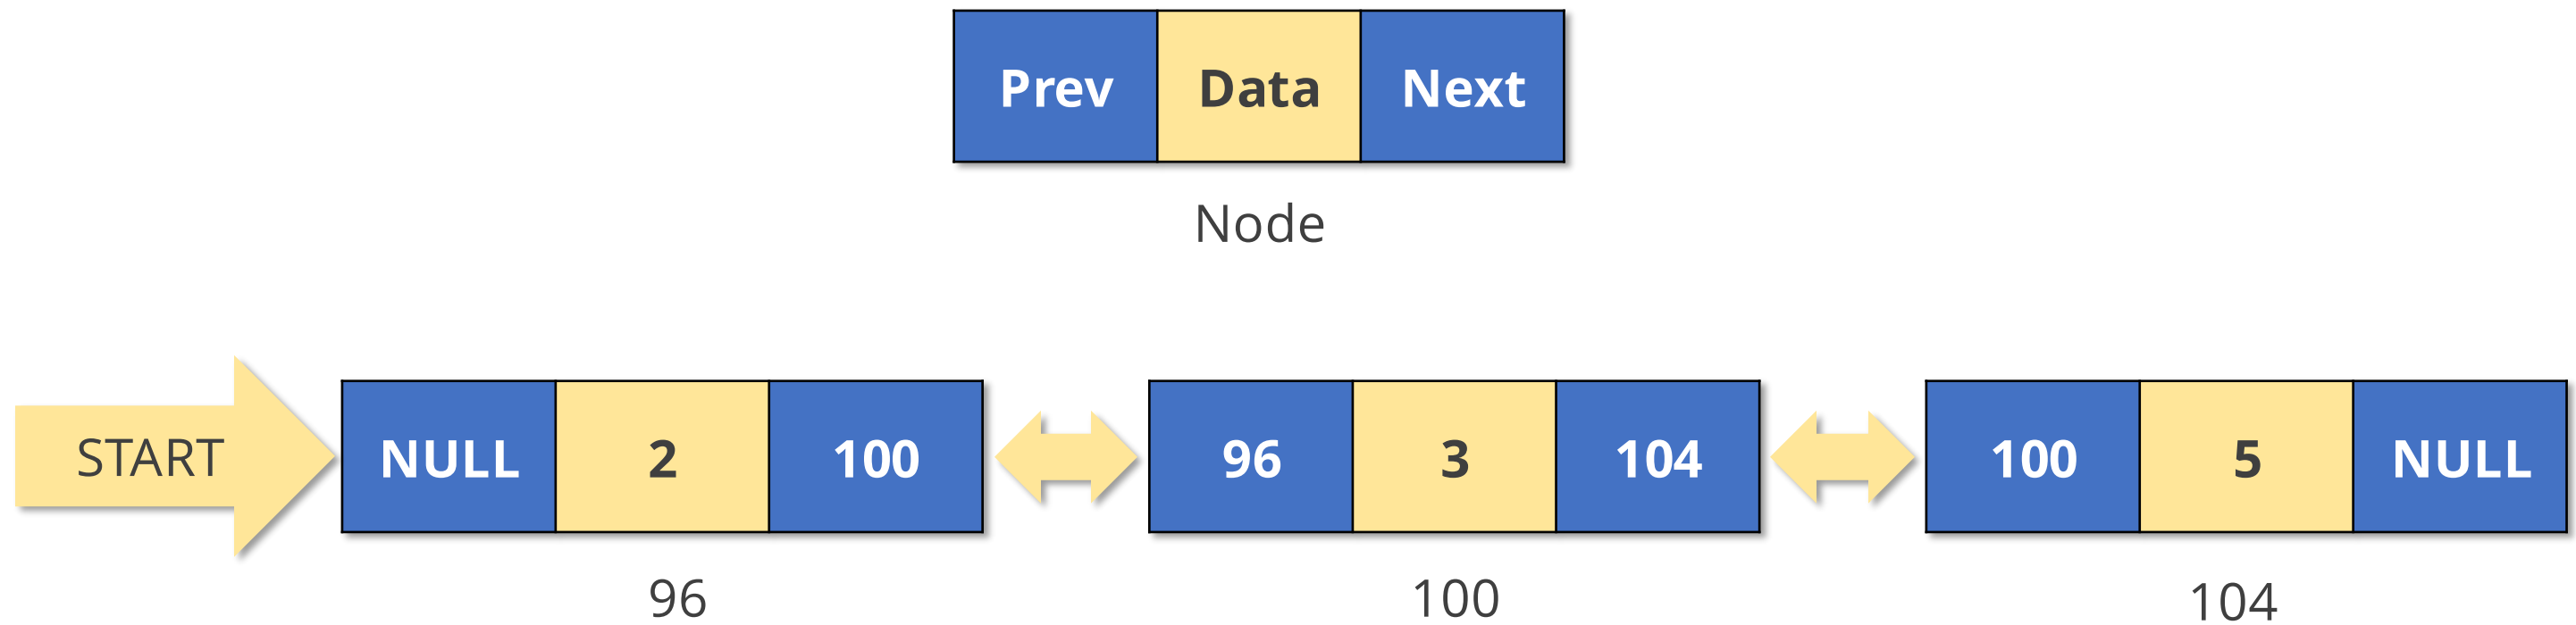 Prev Data Next
Node
START NULL 2 100 96 3 104 100 5 NULL
96 100 104